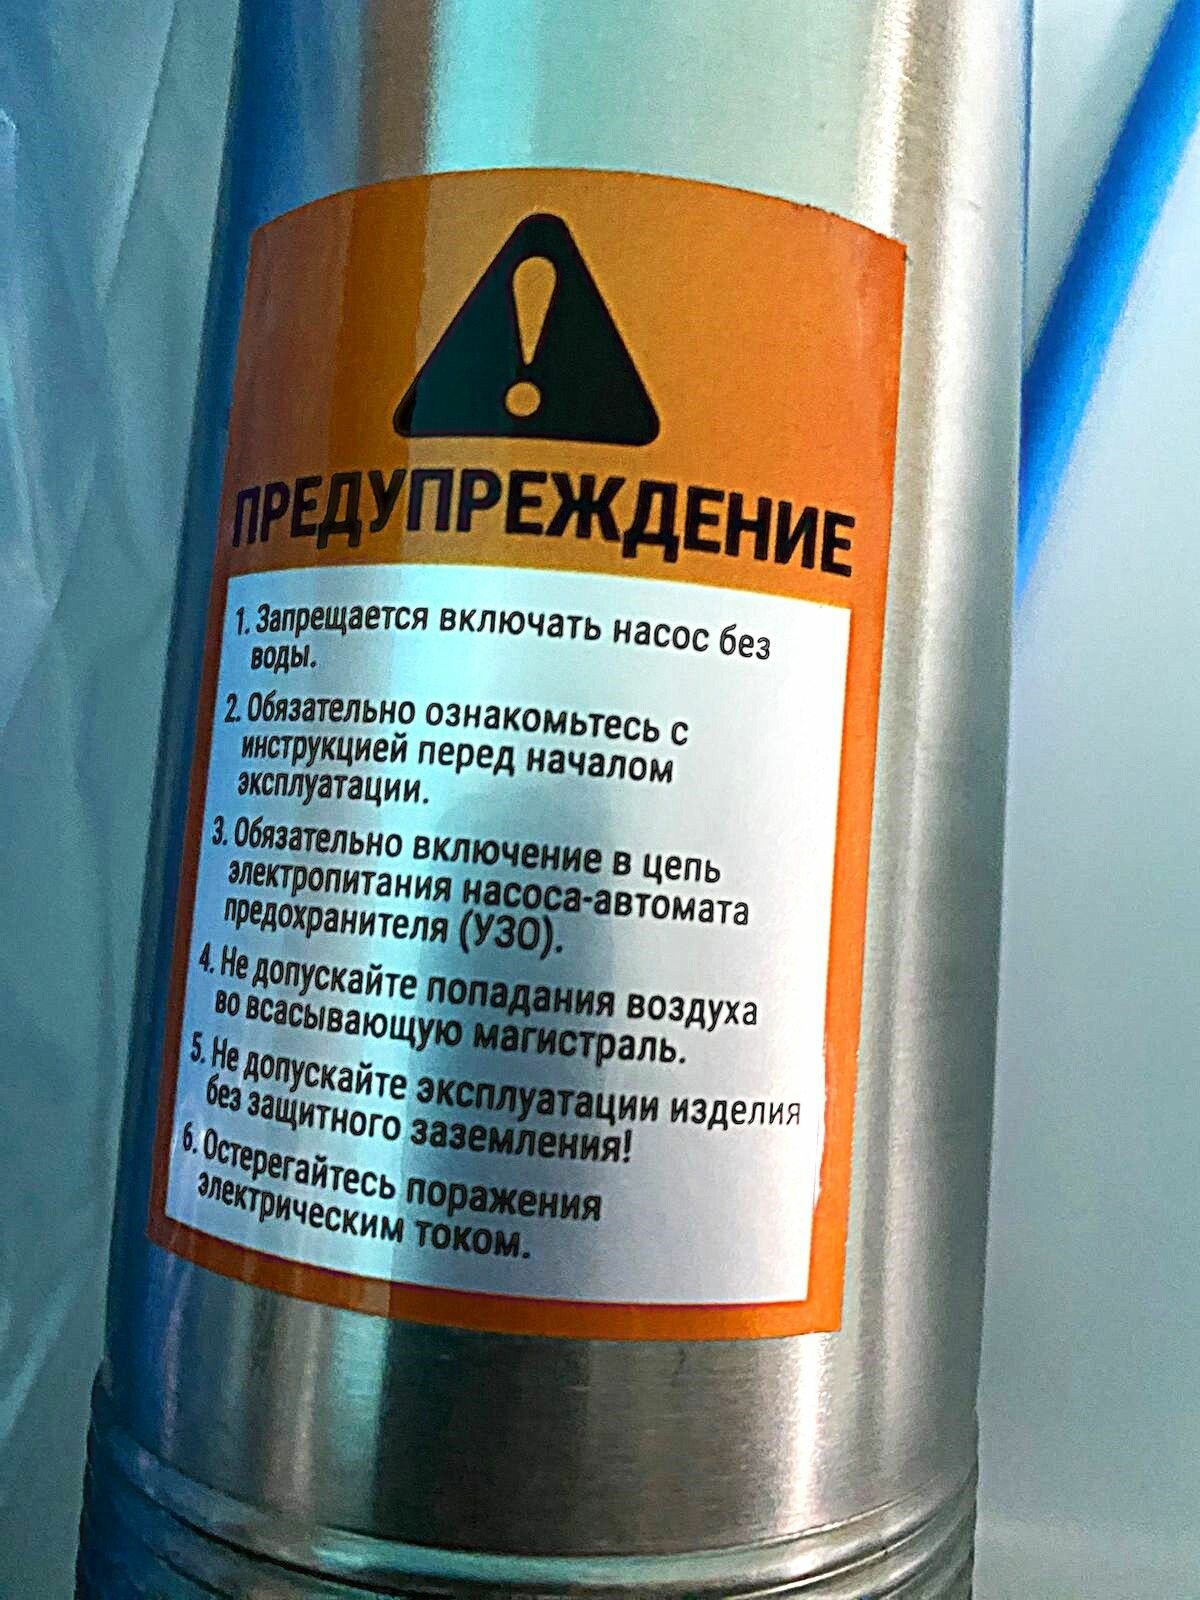 ПРЕДУПРЕЖДЕНИЕ
1. Запрещается включать насос без
воды.
2. Обязательно ознакомьтесь с
инструкцией перед началом
эксплуатации.
3. Обязательно включение в цепь
электропитания насоса-автомата
предохранителя (УЗО).
4. Не допускайте попадания воздуха
во всасывающую магистраль.
5. Не допускайте эксплуатации изделия
без защитного заземления!
6. Остерегайтесь поражения
электрическим током.